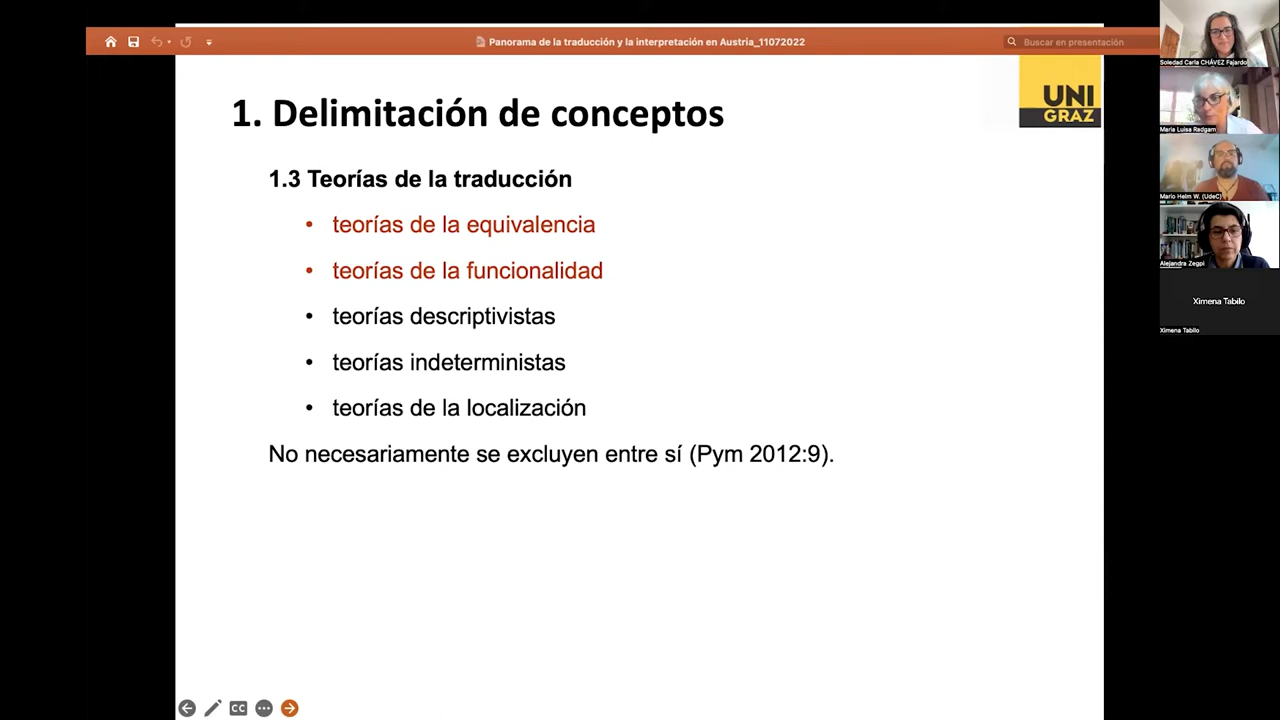 Panorama de la traducción y la interpretación en Austria_11072022
Buscar en presentación
UNI
GRAZ
1. Delimitación de conceptos
1.3 Teorías de la traducción
• teorías de la equivalencia
• teorías de la funcionalidad
• teorías descriptivistas
• teorías indeterministas
• teorías de la localización
No necesariamente se excluyen entre sí (Pym 2012:9).
CC
Soledad Carla CHÁVEZ Fajardo
Maria Luisa Radgam
Mario Helm W. (UdeC)
Alejandra Zegpi
Ximena Tabilo
Ximena Tabilo